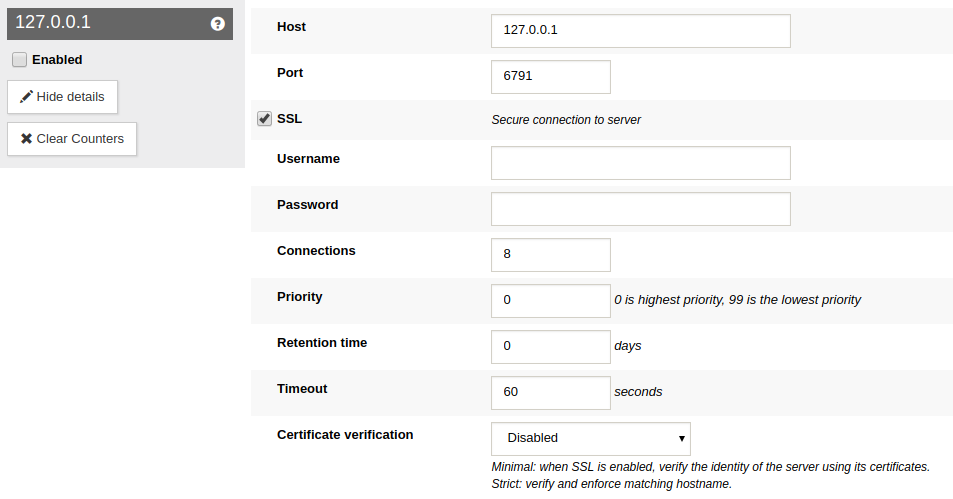 127.0.0.1
Enabled
Hide details
Clear Counters
Host 127.0.0.1
Port 6791
SSL Secure connection to server
Username
Password
Connections 8
Priority 0 0 is highest priority, 99 is the lowest priority
Retention time 0 days
Timeout 60 seconds
Certificate verification Disabled
Minimal: when SSL is enabled, verify the identity of the server using its certificates.
Strict: verify and enforce matching hostname.